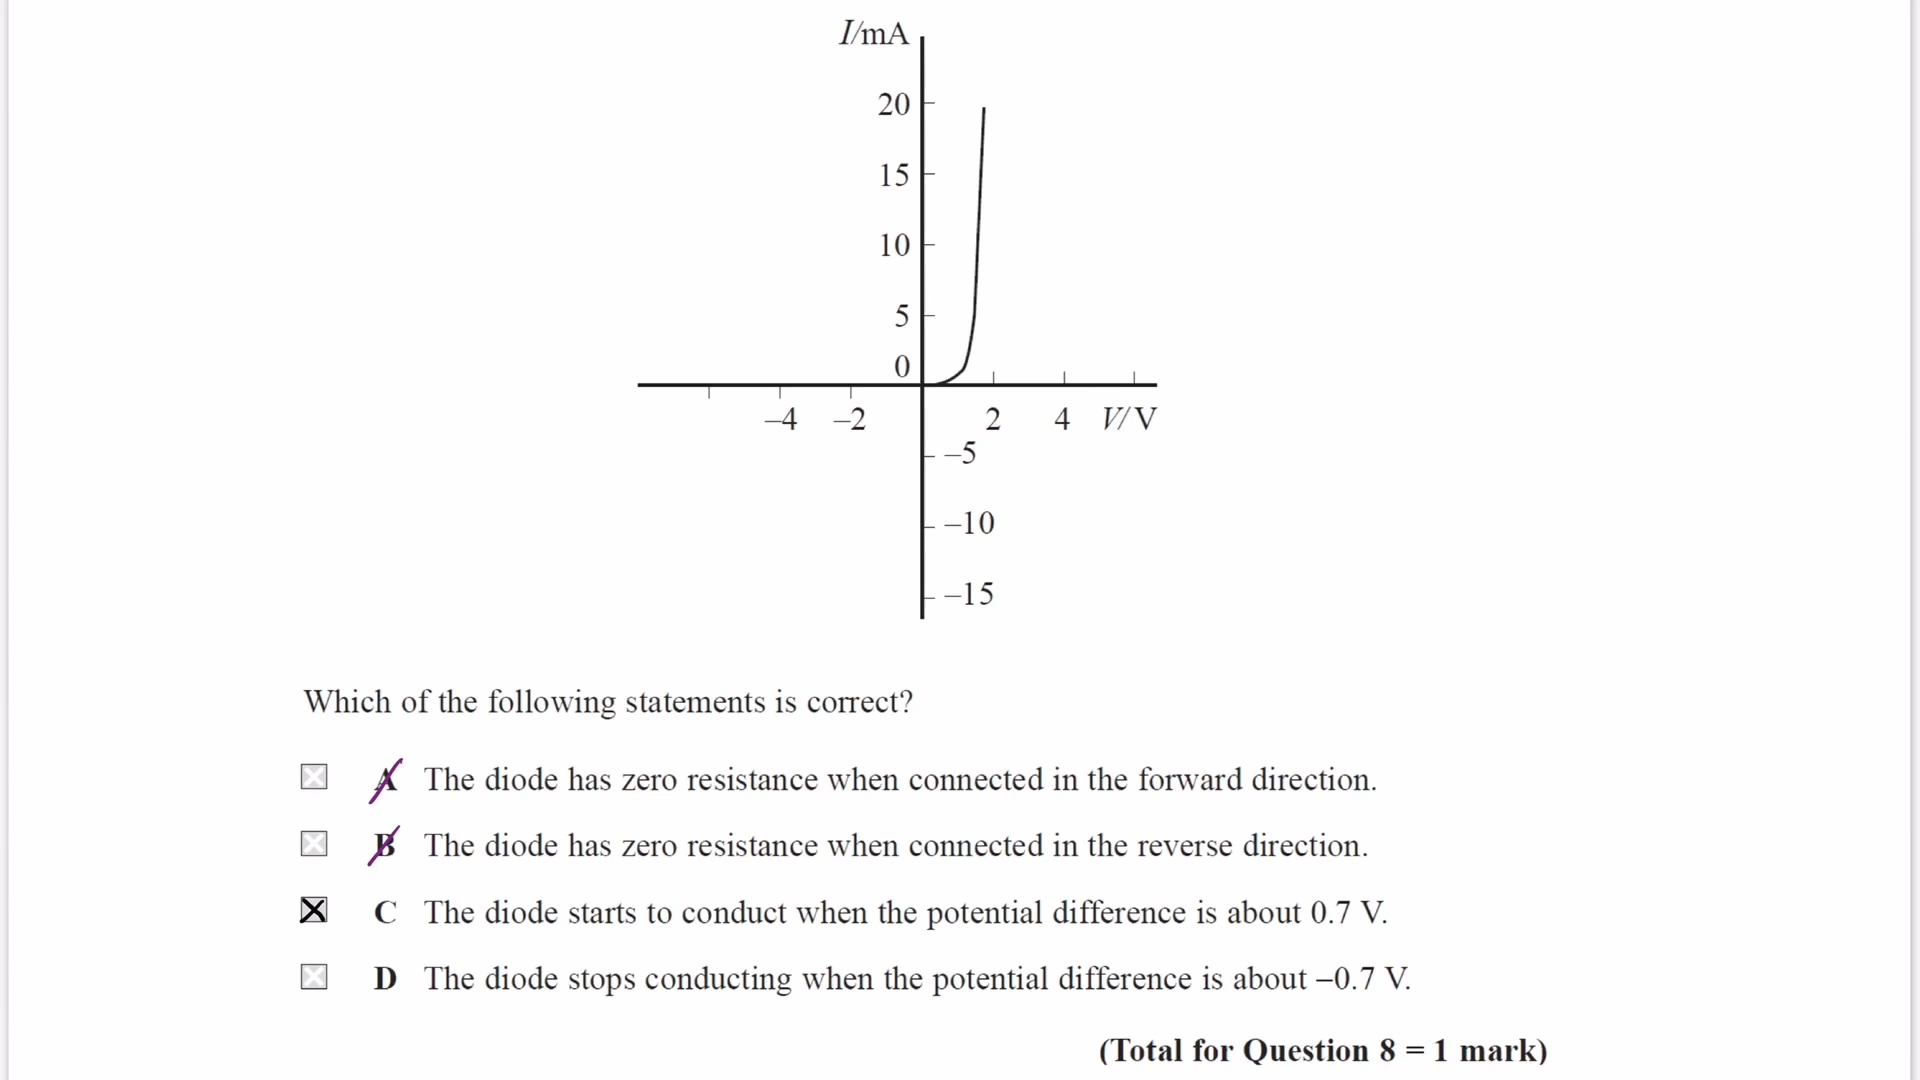 I/mA
20
15
10
5
0
–4 –2 2 4 V/V
–5
–10
–15
Which of the following statements is correct?
A The diode has zero resistance when connected in the forward direction.
B The diode has zero resistance when connected in the reverse direction.
C The diode starts to conduct when the potential difference is about 0.7 V.
D The diode stops conducting when the potential difference is about –0.7 V.
(Total for Question 8 = 1 mark)